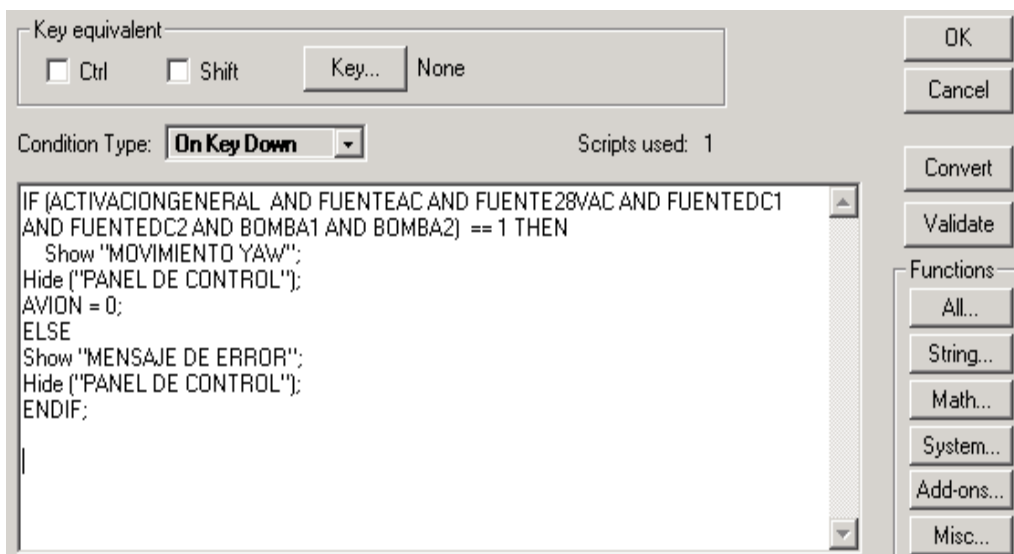 Key equivalent
Ctrl Shift Key... None
OK
Cancel
Condition Type: On Key Down Scripts used: 1
Convert
Validate
IF (ACTIVACIONGENERAL AND FUENTEAC AND FUENTE28VAC AND FUENTEDC1
AND FUENTEDC2 AND BOMBA1 AND BOMBA2) == 1 THEN
Show "MOVIMIENTO YAW";
Hide ("PANEL DE CONTROL");
AVION = 0;
ELSE
Show "MENSAJE DE ERROR";
Hide ("PANEL DE CONTROL");
ENDIF;
Functions
All...
String...
Math...
System...
Add-ons...
Misc...